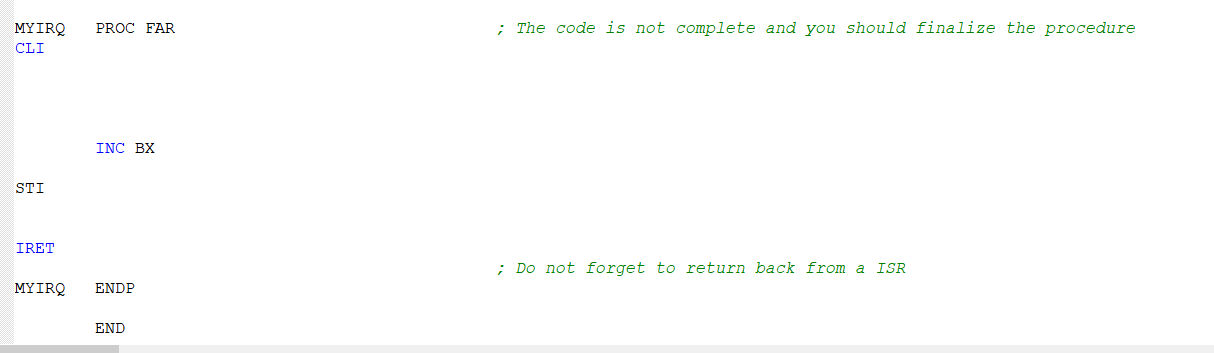 MYIRQ PROC FAR ; The code is not complete and you should finalize the procedure
CLI
INC BX
STI
IRET
; Do not forget to return back from a ISR
MYIRQ ENDP
END